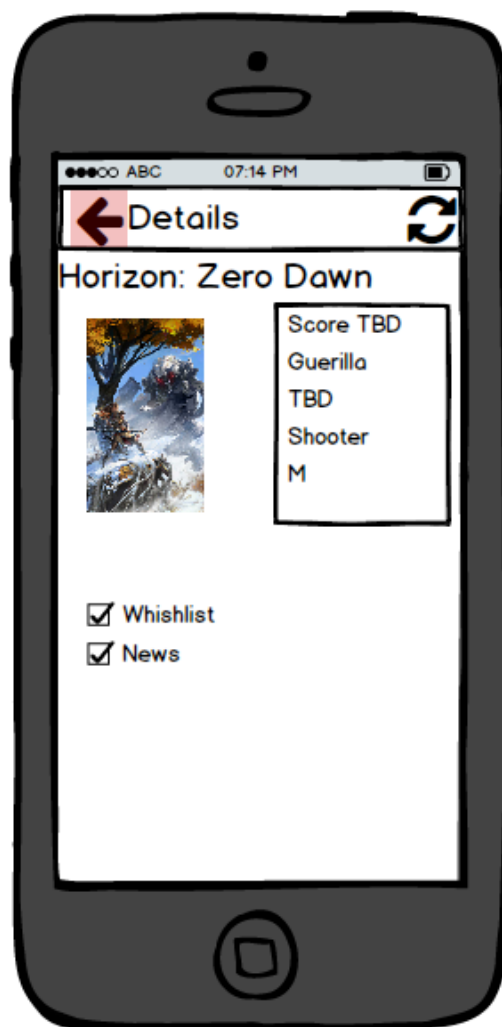 ABC 07:14 PM
Details
Horizon: Zero Dawn
Score TBD
Guerilla
TBD
Shooter
M
Whishlist
News